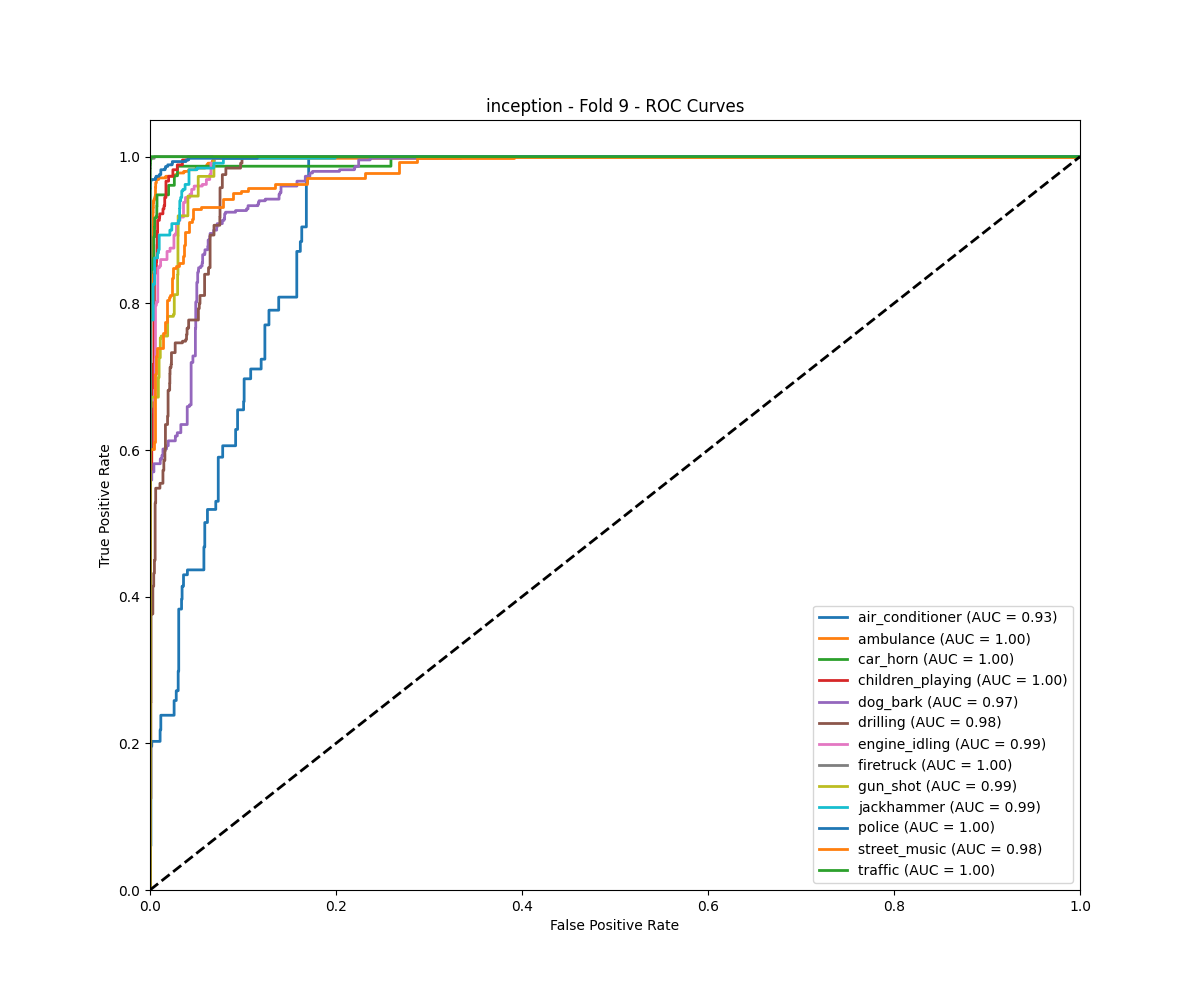 inception - Fold 9 - ROC Curves
1.0
0.8
0.6
0.4
0.2
0.0
True Positive Rate
0.0 0.2 0.4 0.6 0.8 1.0
False Positive Rate
air_conditioner (AUC = 0.93)
ambulance (AUC = 1.00)
car_horn (AUC = 1.00)
children_playing (AUC = 1.00)
dog_bark (AUC = 0.97)
drilling (AUC = 0.98)
engine_idling (AUC = 0.99)
firetruck (AUC = 1.00)
gun_shot (AUC = 0.99)
jackhammer (AUC = 0.99)
police (AUC = 1.00)
street_music (AUC = 0.98)
traffic (AUC = 1.00)